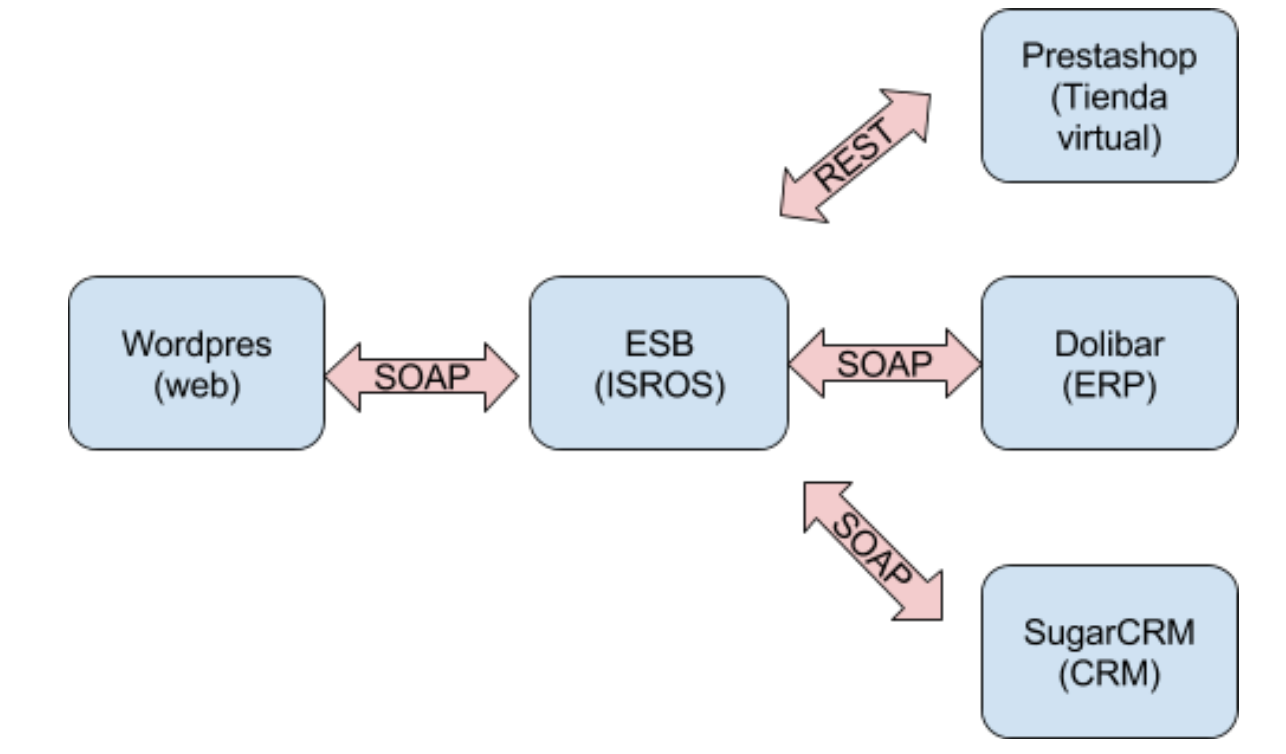 Prestashop
(Tienda
virtual)
REST
Wordpres
(web)
SOAP
ESB
(ISROS)
SOAP
Dolibar
(ERP)
SOAP
SugarCRM
(CRM)